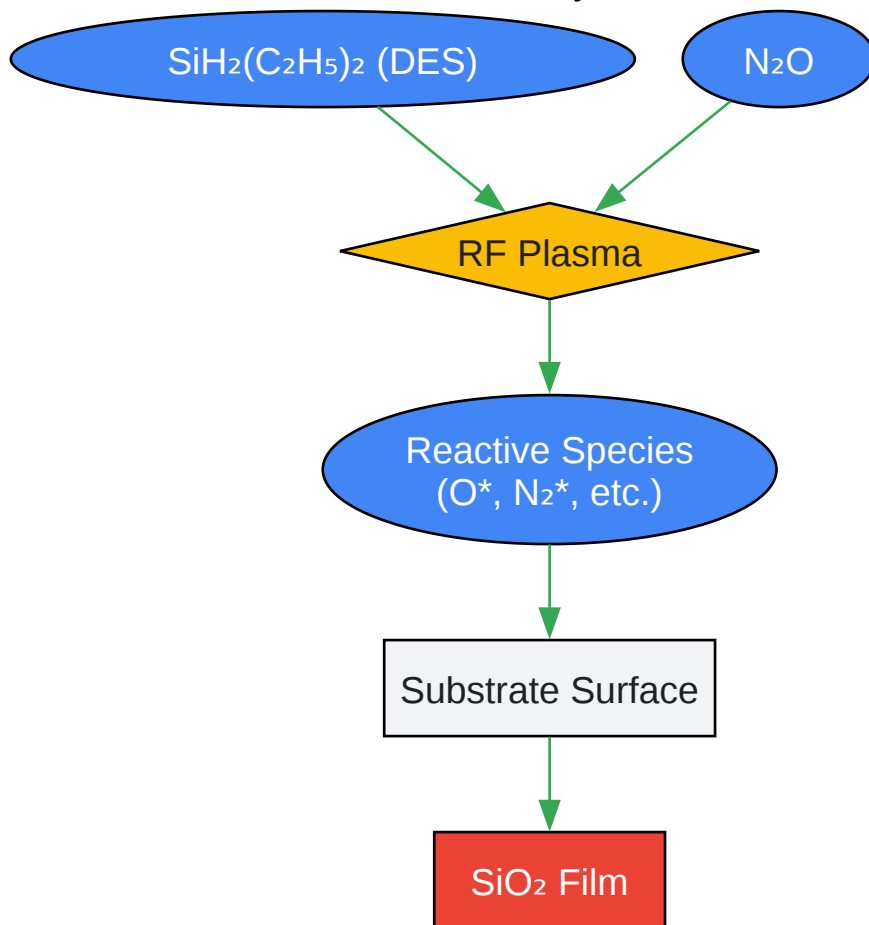 SiH₂(C₂H₅)₂ (DES)
N₂O
RF Plasma
Reactive Species
(O*, N₂*, etc.)
Substrate Surface
SiO₂ Film